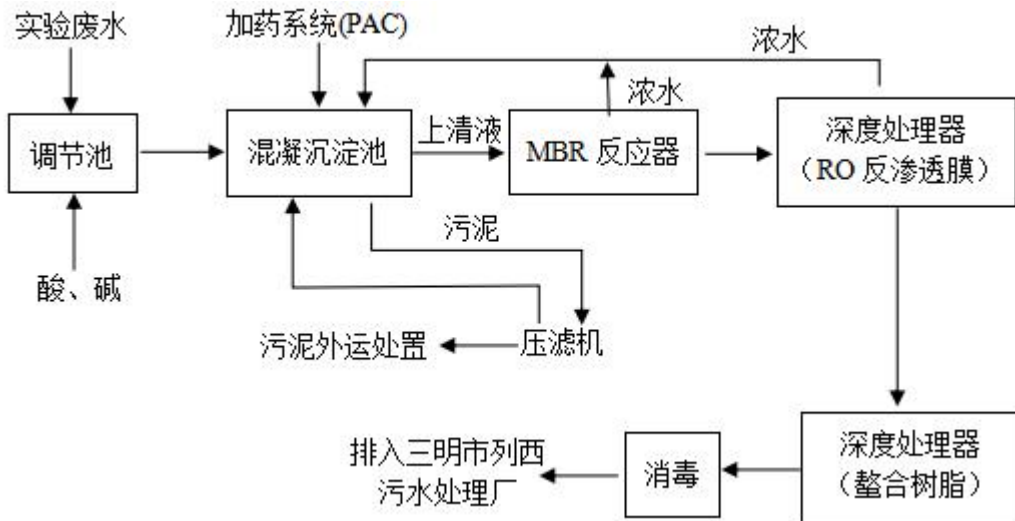 实验废水
加药系统(PAC)
浓水
浓水
调节池
混凝沉淀池
上清液
MBR 反应器
深度处理器
（RO 反渗透膜）
酸、碱
污泥
污泥外运处置
压滤机
排入三明市列西
污水处理厂
消毒
深度处理器
（螯合树脂）